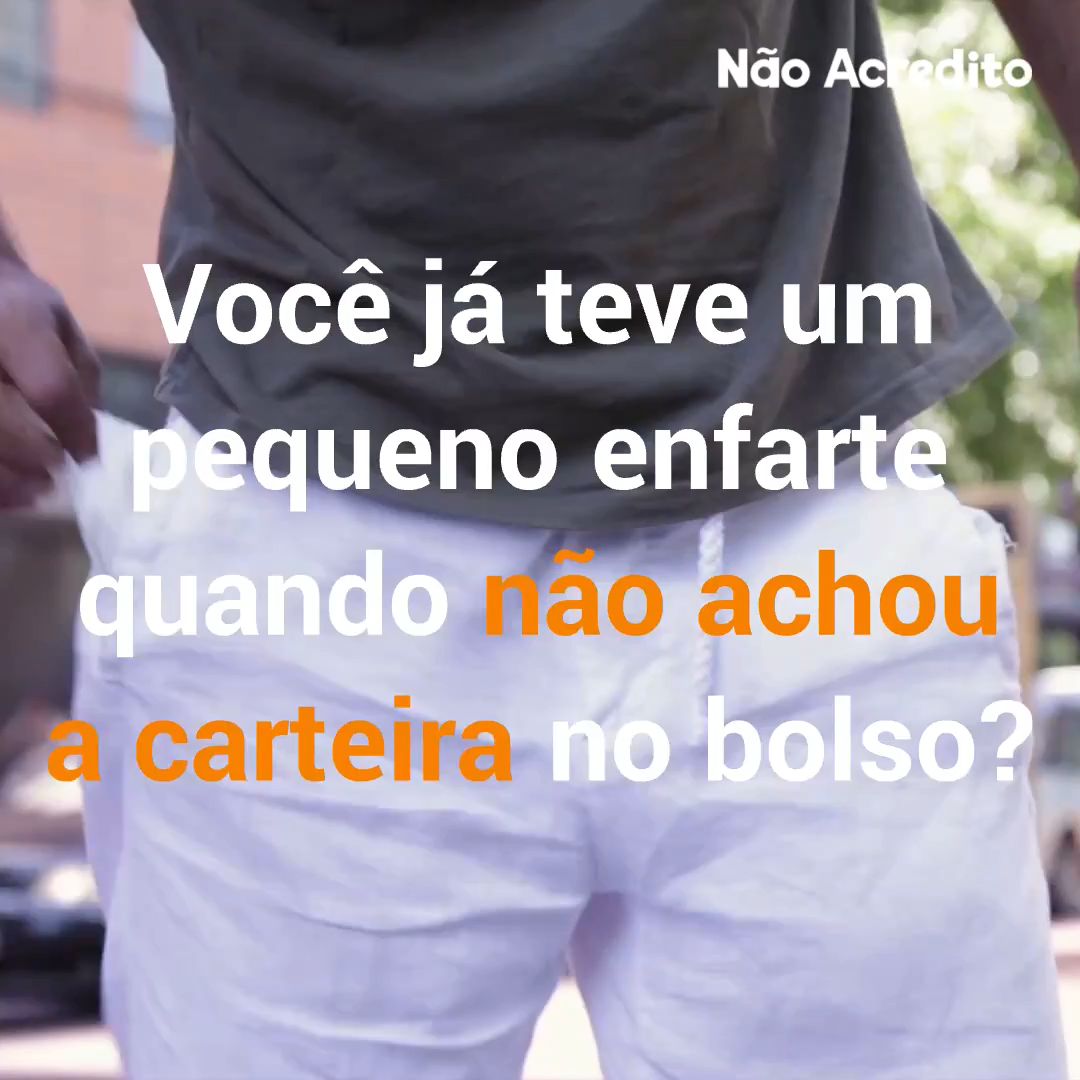 Não Acredito
Você já teve um
pequeno enfarte
quando não achou
a carteira no bolso?